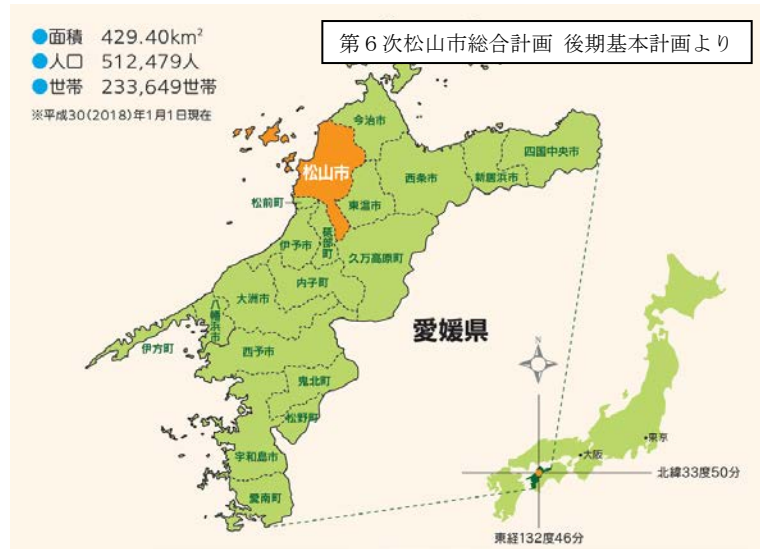 ●面積 429.40km²
●人口 512,479人
●世帯 233,649世帯
※平成30(2018)年1月1日現在
第6次松山市総合計画 後期基本計画より
今治市
松山市
四国中央市
新居浜市
西条市
東温市
松前町
砥部町
伊予市
久万高原町
内子町
大洲市
八幡浜市
伊方町
西予市
鬼北町
松野町
宇和島市
愛南町
愛媛県
N
東京
大阪
北緯33度50分
東経132度46分